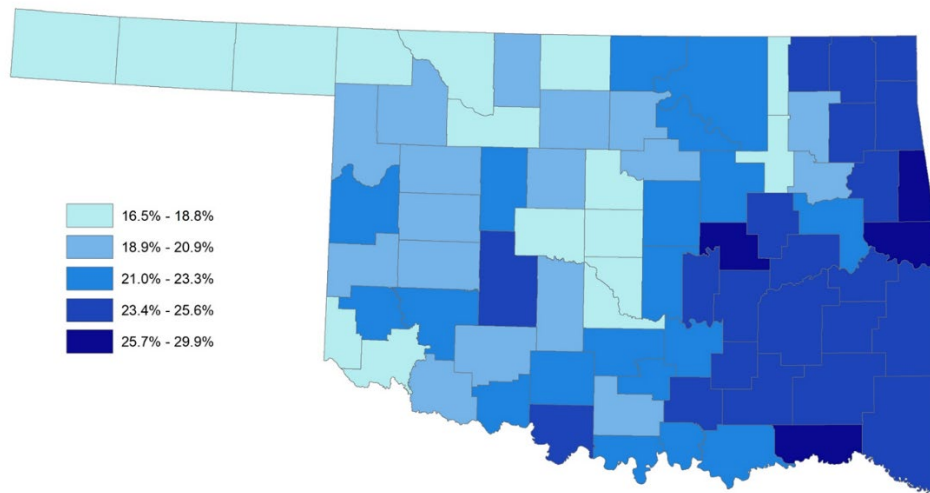 16.5% - 18.8%
18.9% - 20.9%
21.0% - 23.3%
23.4% - 25.6%
25.7% - 29.9%